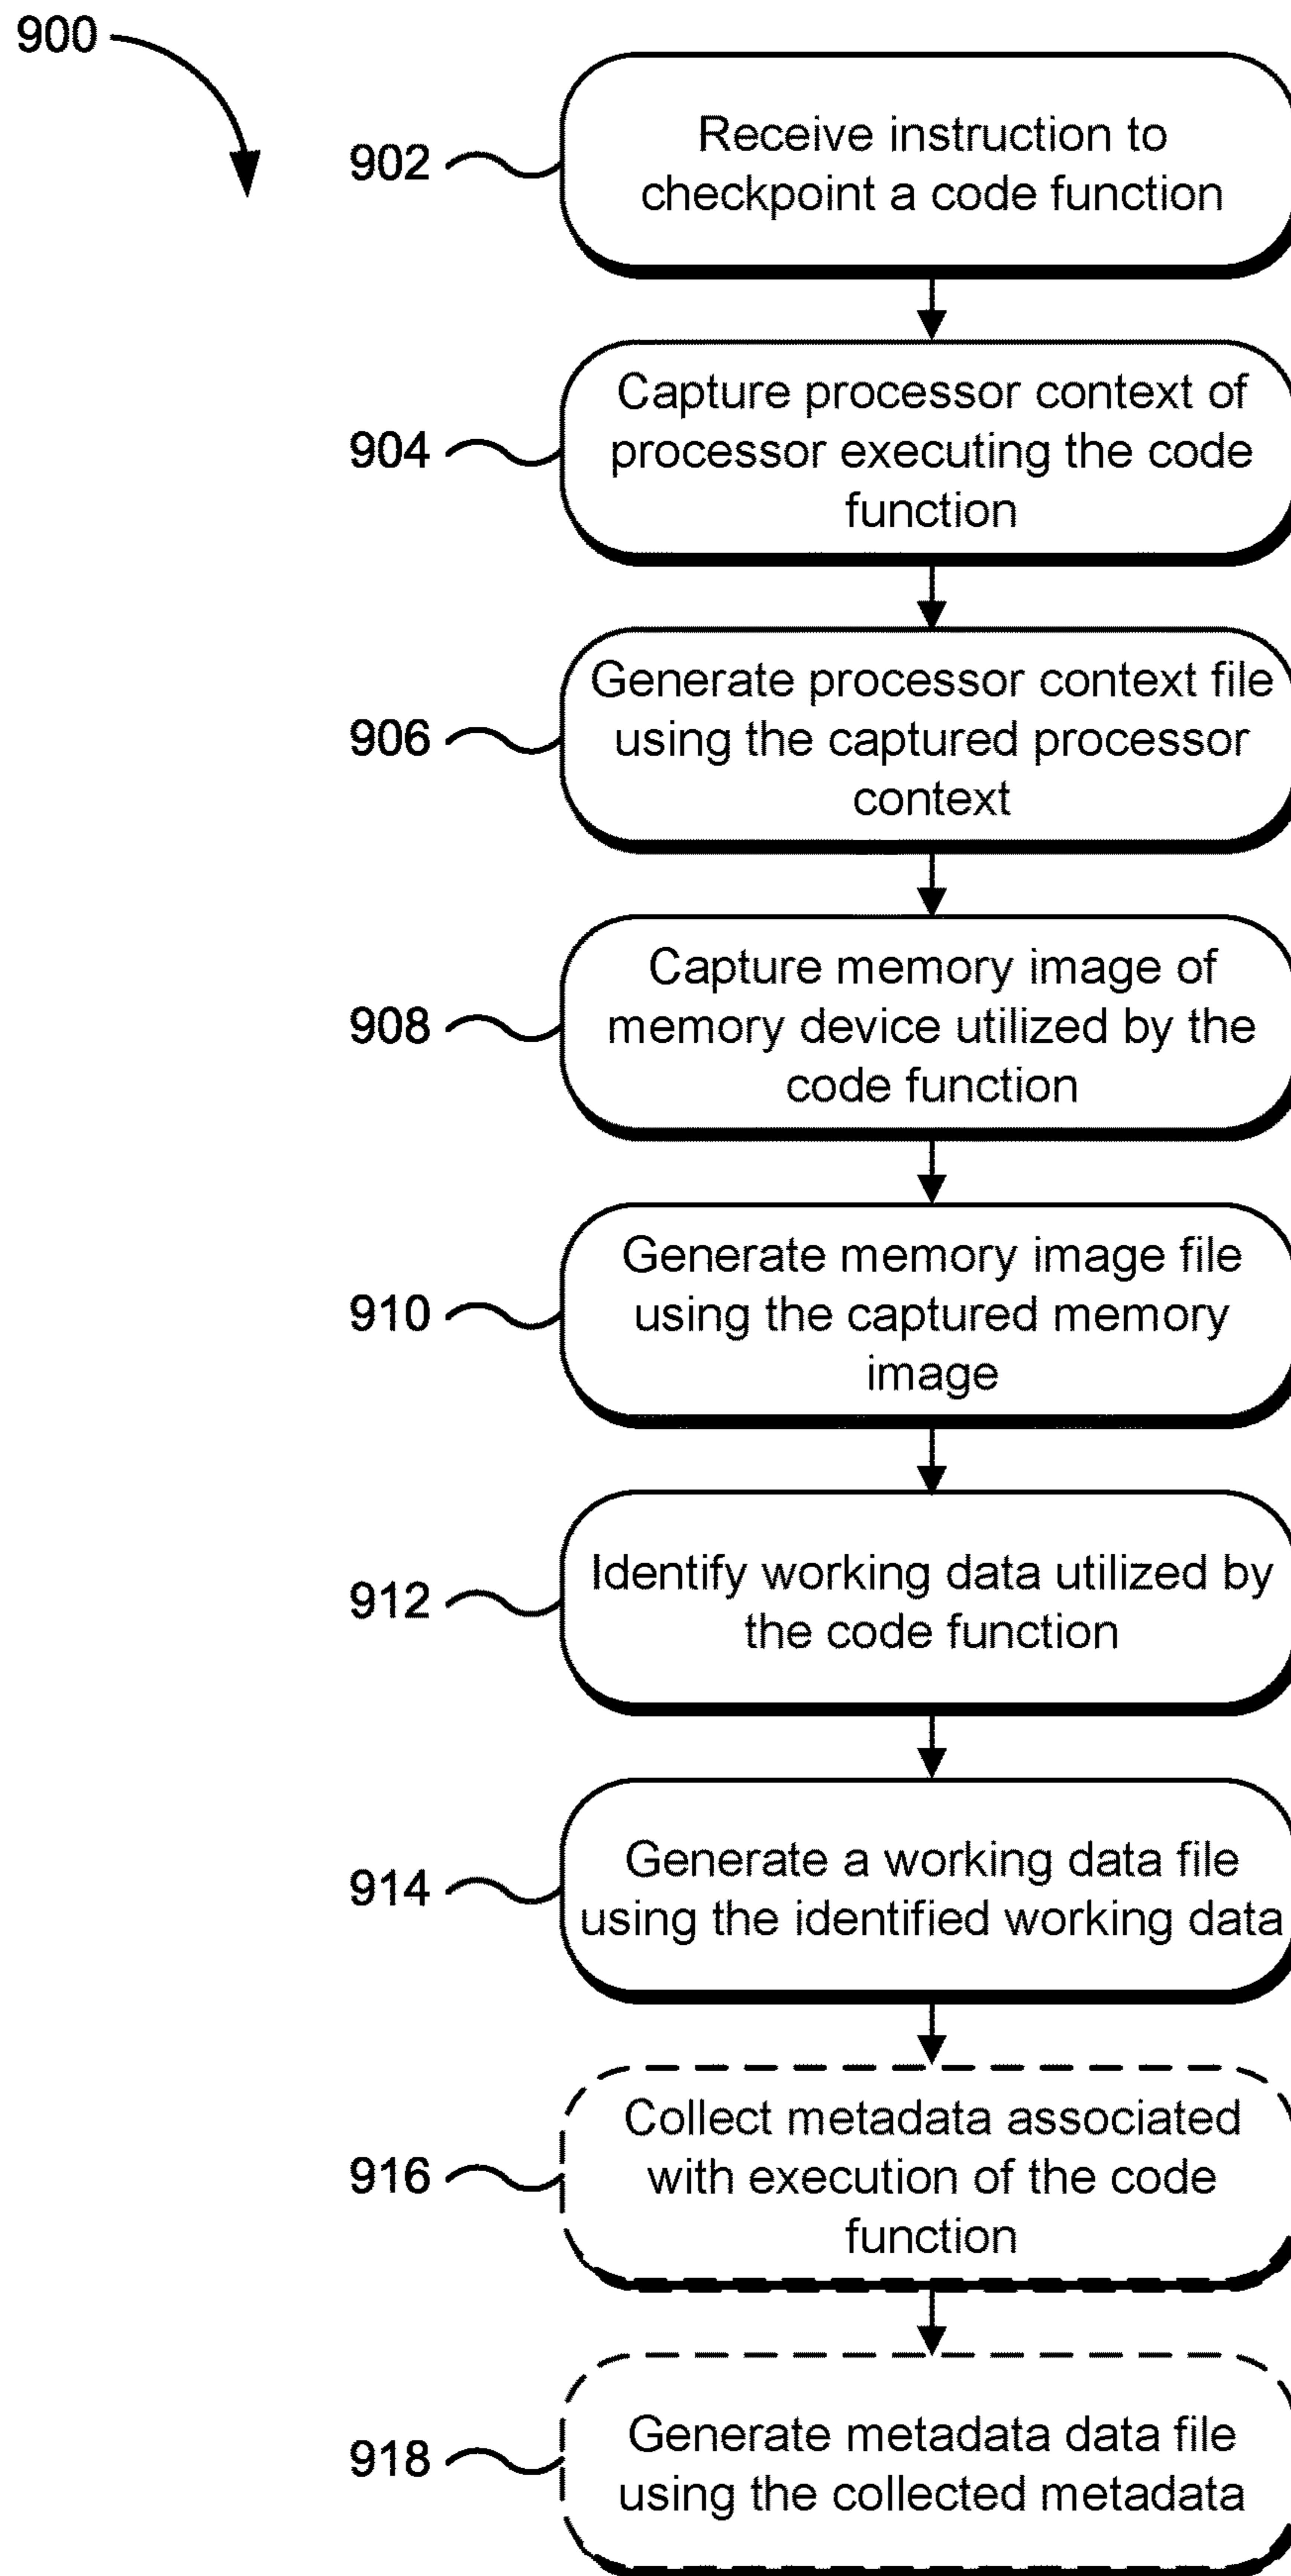 900
902
Receive instruction to
checkpoint a code function
904
Capture processor context of
processor executing the code
function
906
Generate processor context file
using the captured processor
context
908
Capture memory image of
memory device utilized by the
code function
910
Generate memory image file
using the captured memory
image
912
Identify working data utilized by
the code function
914
Generate a working data file
using the identified working data
916
Collect metadata associated
with execution of the code
function
918
Generate metadata data file
using the collected metadata